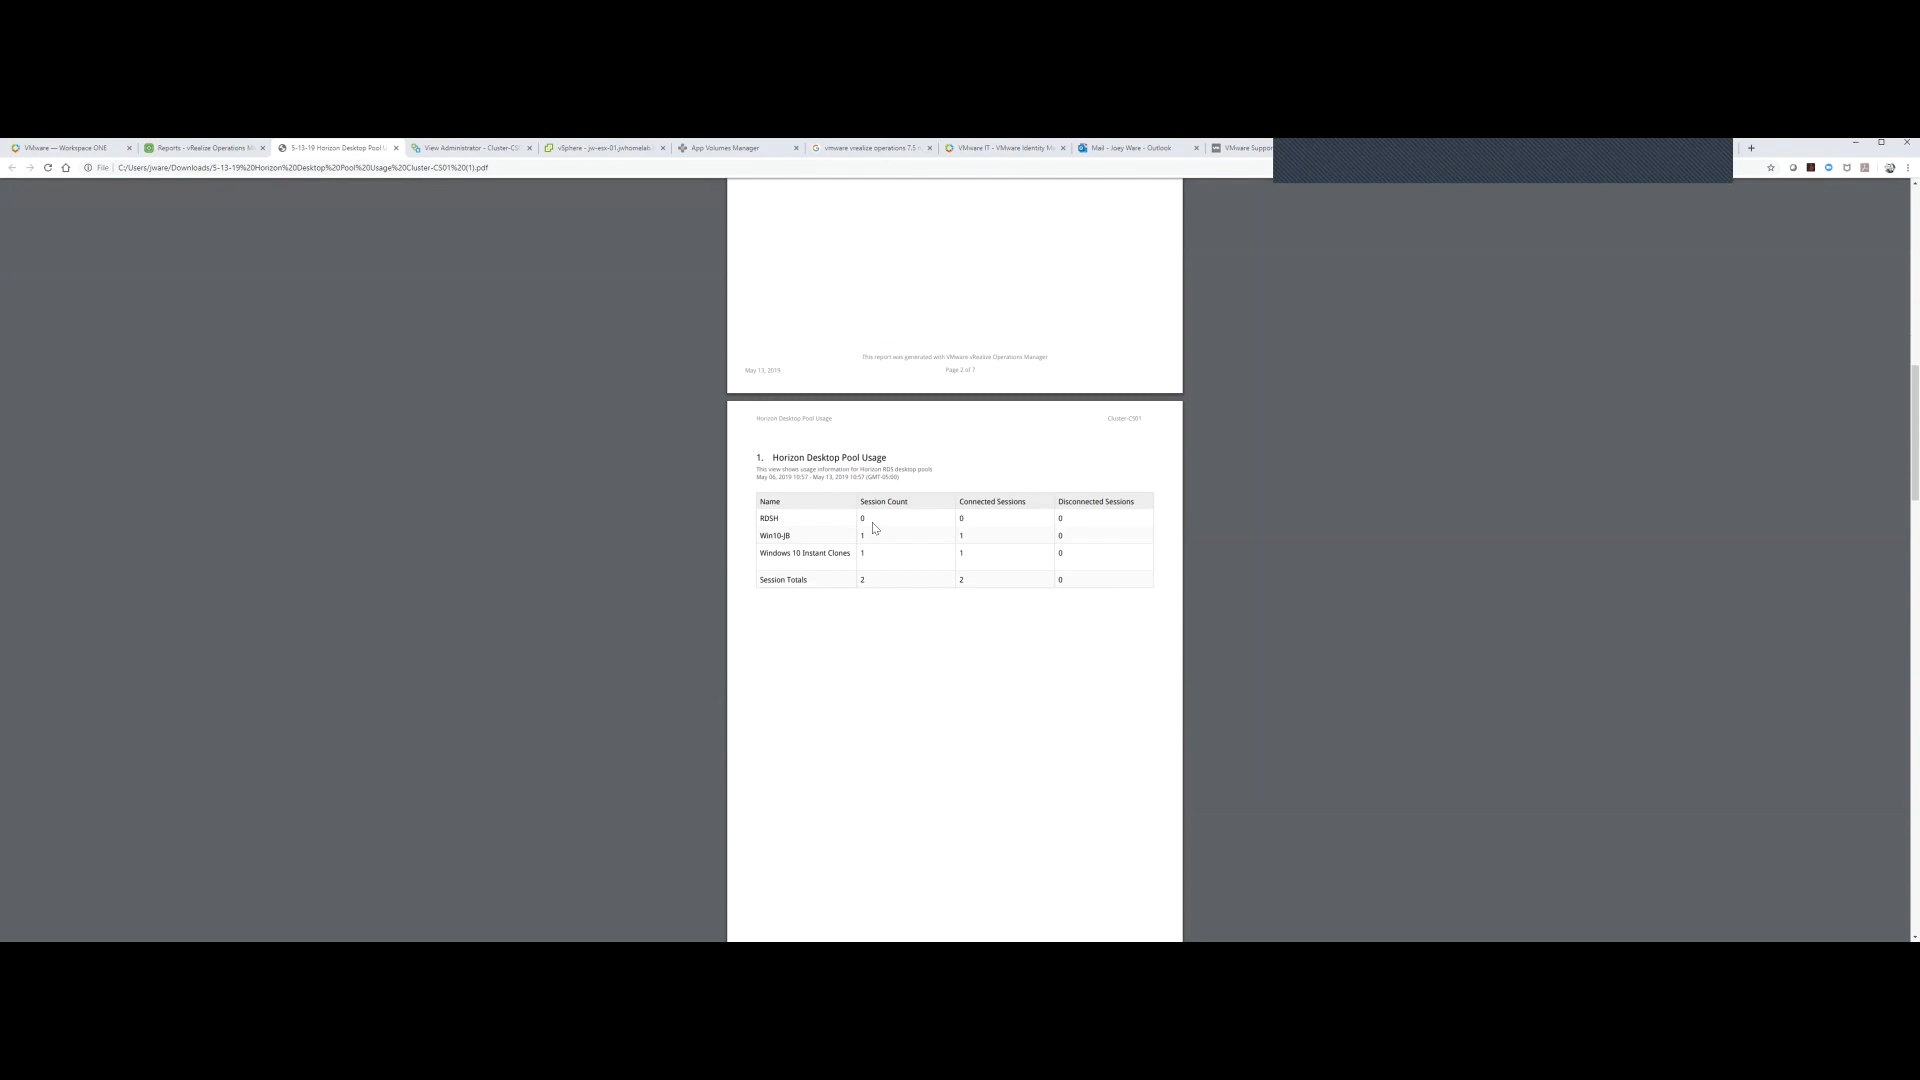 VMware — Workspace ONE
Reports - vRealize Operations M
5-13-19 Horizon Desktop Pool U
View Administrator - Cluster-CS
vSphere - jw-esx-01.jwhomelab
App Volumes Manager
vmware vrealize operations 7.5
VMware IT - VMware Identity M
Mail - Joey Ware - Outlook
VMware Suppor
File
C:/Users/jware/Downloads/5-13-19%20Horizon%20Desktop%20Pool%20Usage%20Cluster-CS01%20(1).pdf
This report was generated with VMware vRealize Operations Manager
May 13, 2019
Page 2 of 7
Horizon Desktop Pool Usage
Cluster-CS01
1. Horizon Desktop Pool Usage
This view shows usage information for Horizon RDS desktop pools
May 06, 2019 10:57 - May 13, 2019 10:57 (GMT-05:00)
Name Session Count Connected Sessions Disconnected Sessions
RDSH 0 0 0
Win10-JB 1 1 0
Windows 10 Instant Clones 1 1 0
Session Totals 2 2 0